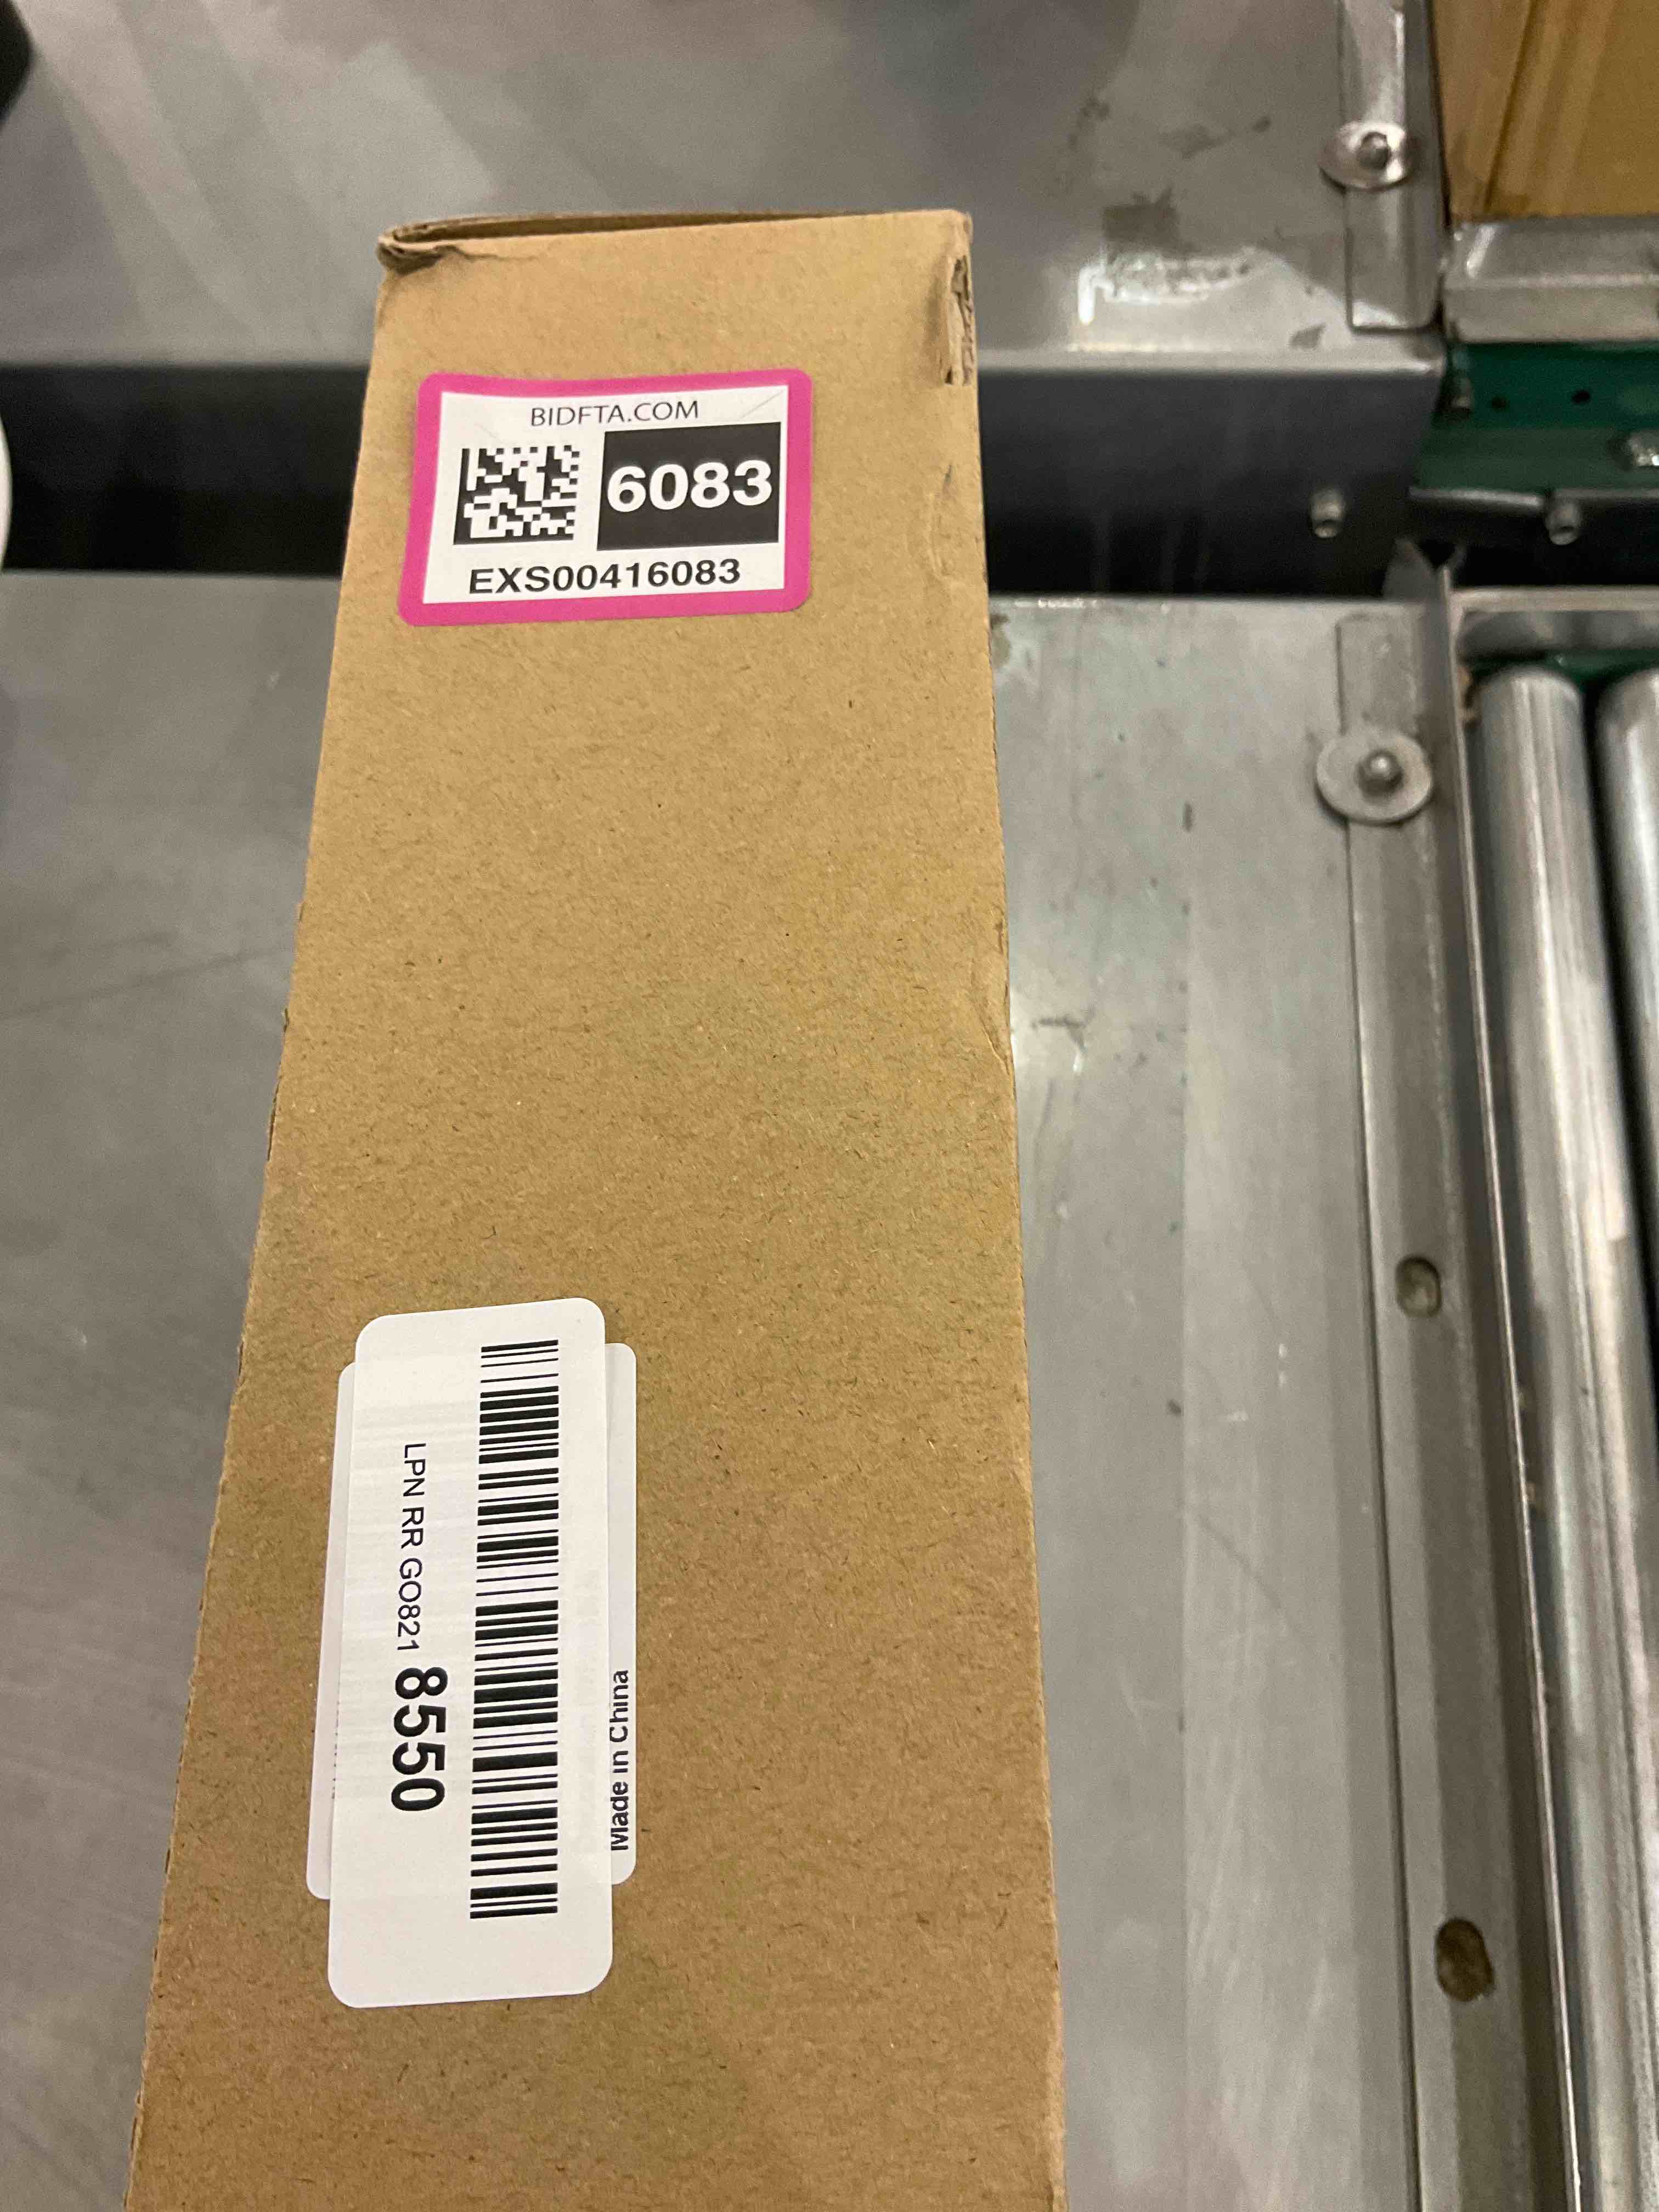 BIDFTA.COM
6083
EXS00416083
LPN RR GO821 8550
Made in China